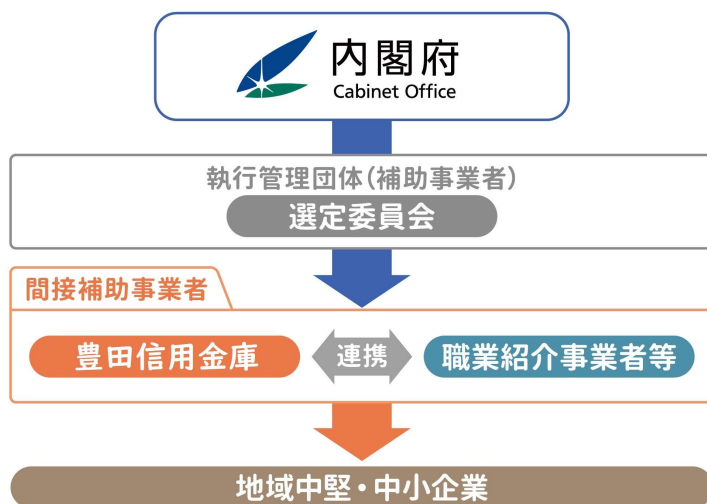 内閣府
Cabinet Office
執行管理団体(補助事業者)
選定委員会
間接補助事業者
豊田信用金庫
連携
職業紹介事業者等
地域中堅・中小企業